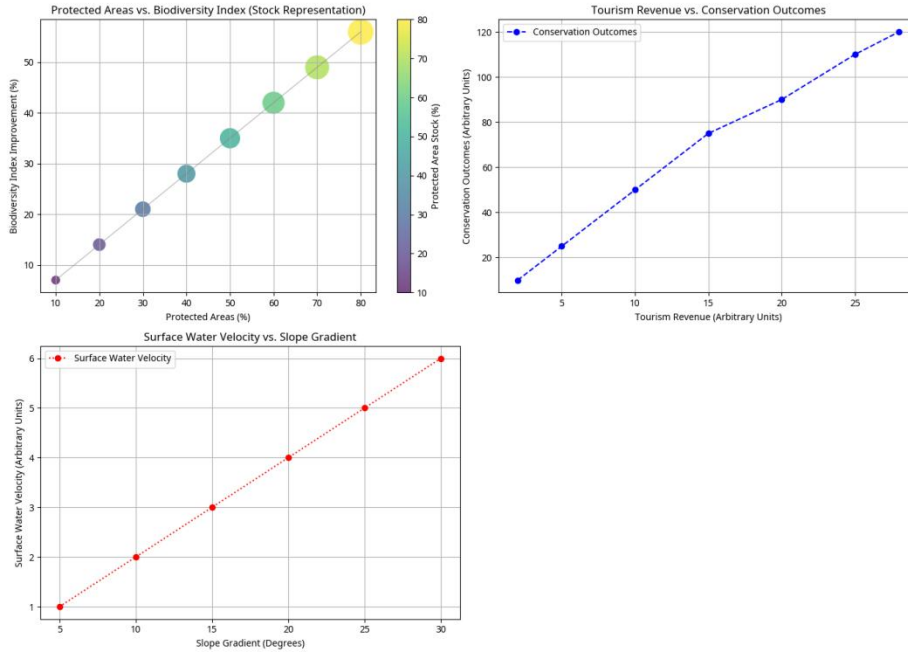 Protected Areas vs. Biodiversity Index (Stock Representation)
Biodiversity Index Improvement (%)
50
40
30
20
10
10 20 30 40 50 60 70 80
Protected Areas (%)
80
70
60
50
40
30
20
10
Protected Area Stock (%)
Tourism Revenue vs. Conservation Outcomes
Conservation Outcomes
Conservation Outcomes (Arbitrary Units)
120
100
80
60
40
20
5 10 15 20 25
Tourism Revenue (Arbitrary Units)
Surface Water Velocity vs. Slope Gradient
Surface Water Velocity
Surface Water Velocity (Arbitrary Units)
6
5
4
3
2
1
5 10 15 20 25 30
Slope Gradient (Degrees)